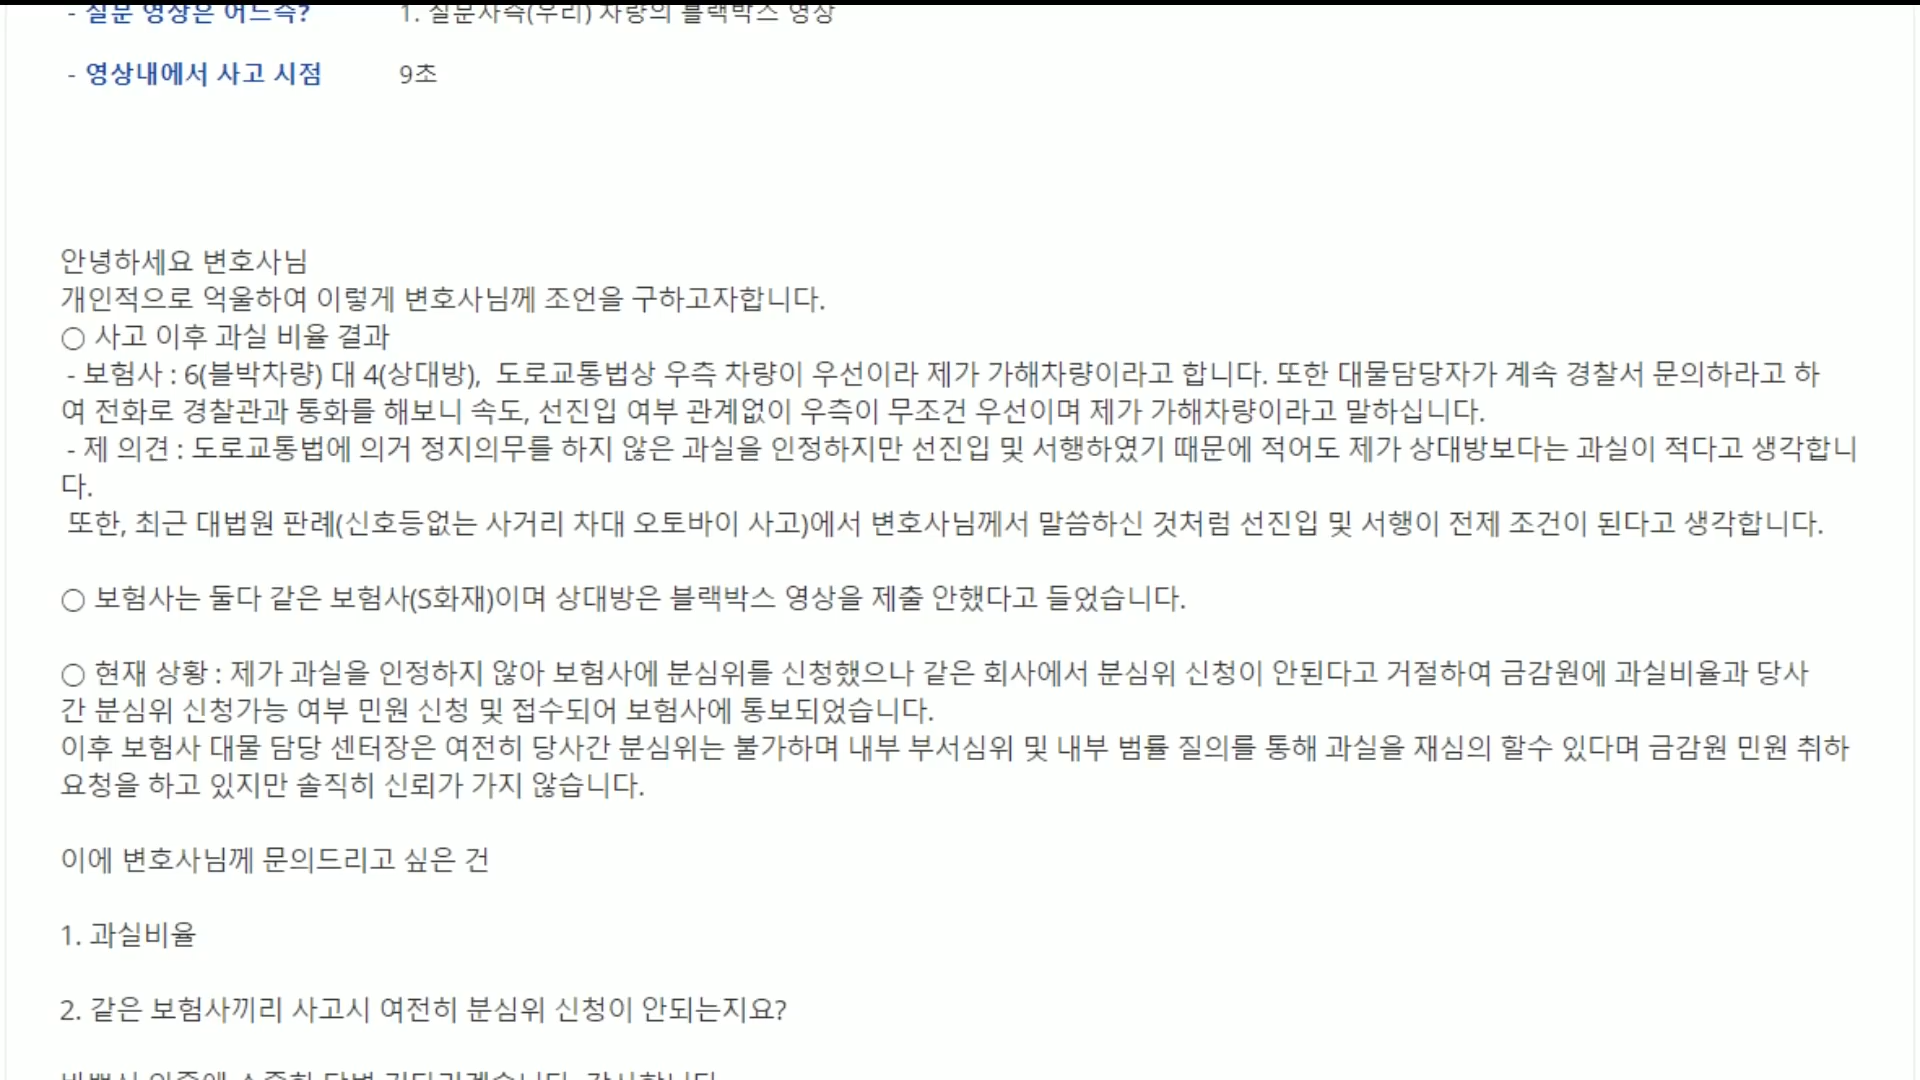 - 질문 영상은 어느측? 1. 질문자측(우리) 차량의 블랙박스 영상
- 영상내에서 사고 시점 9초
안녕하세요 변호사님
개인적으로 억울하여 이렇게 변호사님께 조언을 구하고자합니다.
○ 사고 이후 과실 비율 결과
- 보험사 : 6(블박차량) 대 4(상대방), 도로교통법상 우측 차량이 우선이라 제가 가해차량이라고 합니다. 또한 대물담당자가 계속 경찰서 문의하라고 하
여 전화로 경찰관과 통화를 해보니 속도, 선진입 여부 관계없이 우측이 무조건 우선이며 제가 가해차량이라고 말하십니다.
- 제 의견 : 도로교통법에 의거 정지의무를 하지 않은 과실을 인정하지만 선진입 및 서행하였기 때문에 적어도 제가 상대방보다는 과실이 적다고 생각합니
다.
또한, 최근 대법원 판례(신호등없는 사거리 차대 오토바이 사고)에서 변호사님께서 말씀하신 것처럼 선진입 및 서행이 전제 조건이 된다고 생각합니다.
○ 보험사는 둘다 같은 보험사(S화재)이며 상대방은 블랙박스 영상을 제출 안했다고 들었습니다.
○ 현재 상황 : 제가 과실을 인정하지 않아 보험사에 분심위를 신청했으나 같은 회사에서 분심위 신청이 안된다고 거절하여 금감원에 과실비율과 당사
간 분심위 신청가능 여부 민원 신청 및 접수되어 보험사에 통보되었습니다.
이후 보험사 대물 담당 센터장은 여전히 당사간 분심위는 불가하며 내부 부서심위 및 내부 범률 질의를 통해 과실을 재심의 할수 있다며 금감원 민원 취하
요청을 하고 있지만 솔직히 신뢰가 가지 않습니다.
이에 변호사님께 문의드리고 싶은 건
1. 과실비율
2. 같은 보험사끼리 사고시 여전히 분심위 신청이 안되는지요?